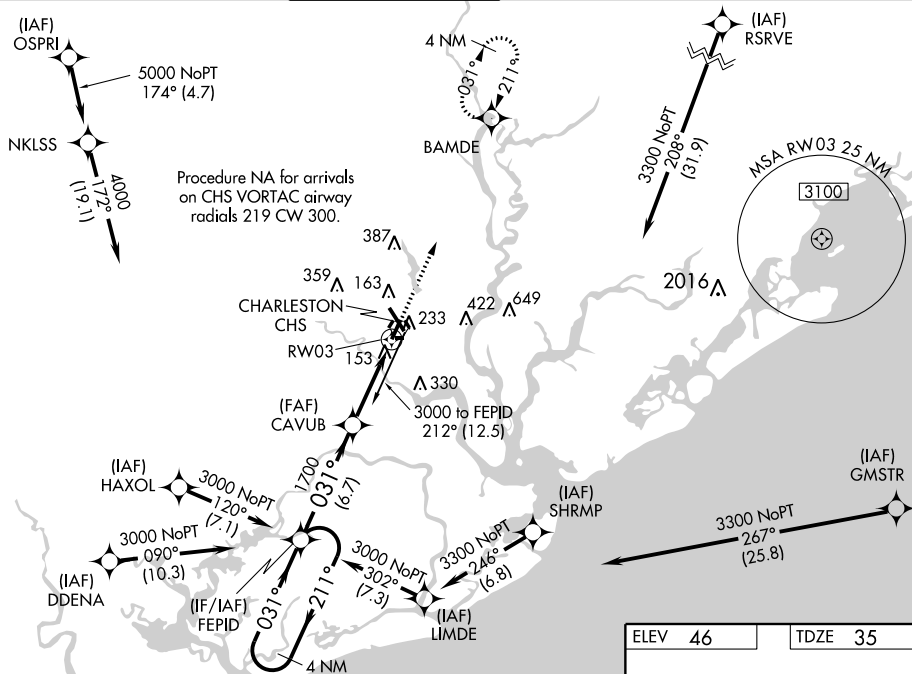 (IAF)
OSPRI
5000 NoPT
174° (4.7)
NKLSS
4000
172°
(19.1)
4 NM
031°
211°
BAMDE
(IAF)
RSRVE
3300 NoPT
208°
(31.9)
MSA RW03 25 NM
3100
Procedure NA for arrivals
on CHS VORTAC airway
radials 219 CW 300.
387
359
163
CHARLESTON
CHS
233
422
649
2016
RW03
153
330
3000 to FEPID
212° (12.5)
(FAF)
CAVUB
1700
031°
(6.7)
(IAF)
HAXOL
3000 NoPT
120°
(7.1)
(IAF)
SHRMP
3300 NoPT
246°
(6.8)
(IAF)
GMSTR
3300 NoPT
267°
(25.8)
3000 NoPT
090°
(10.3)
(IAF)
DDENA
3000 NoPT
302°
(7.3)
(IF/IAF)
FEPID
031°
211°
(IAF)
LIMDE
4 NM
ELEV 46
TDZE 35